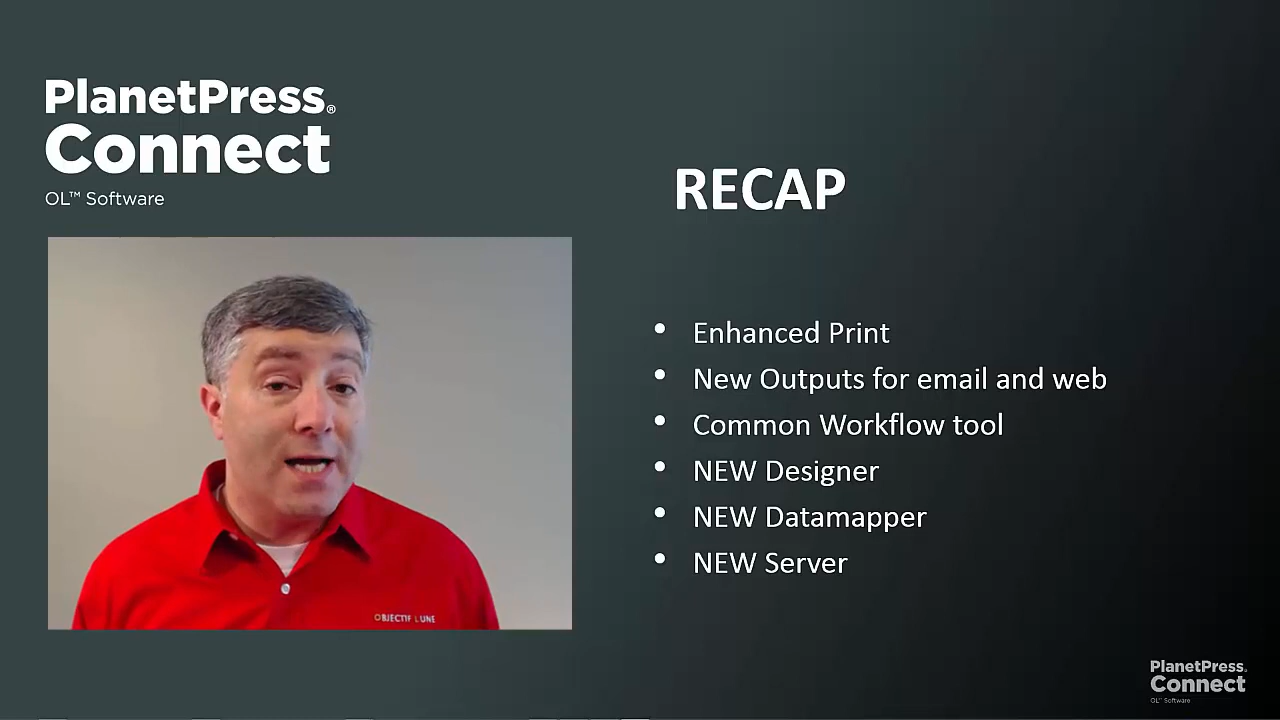 PlanetPress®
Connect
OL™ Software
RECAP
• Enhanced Print
• New Outputs for email and web
• Common Workflow tool
• NEW Designer
• NEW Datamapper
• NEW Server
OBJECTIF LUNE
PlanetPress®
Connect
OL™ Software